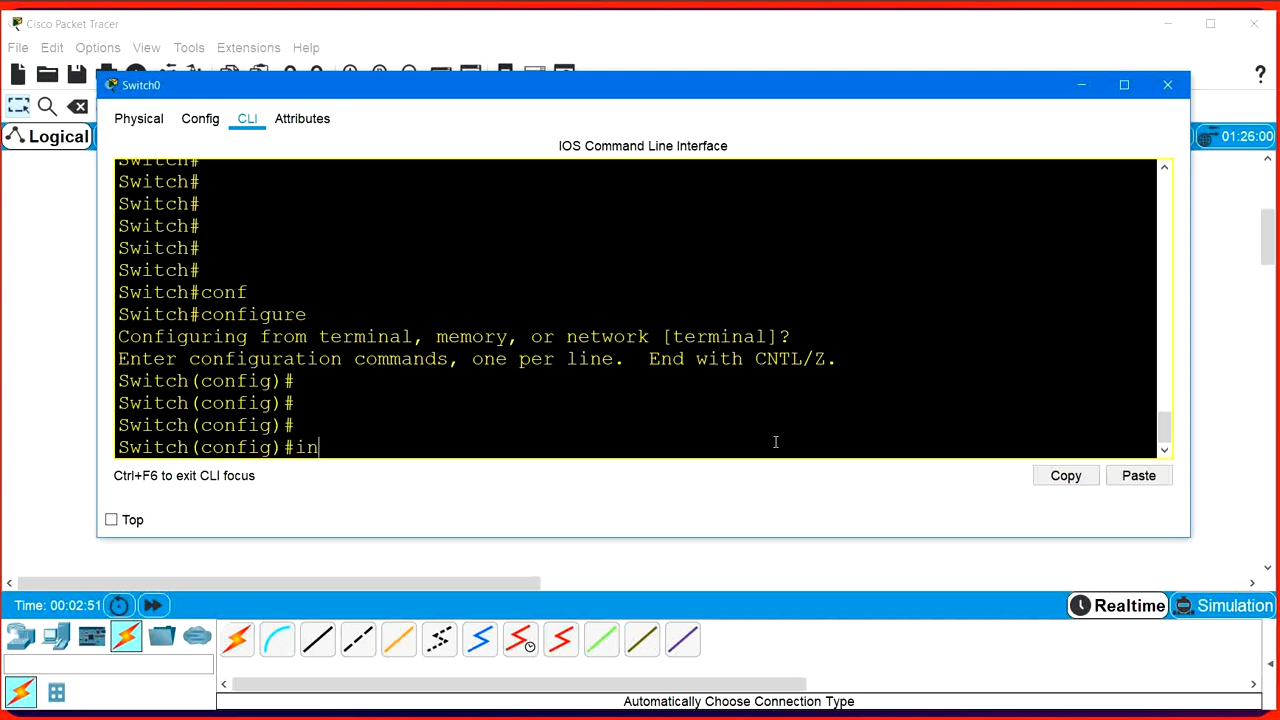 Cisco Packet Tracer
File Edit Options View Tools Extensions Help
Switch0
Physical Config CLI Attributes
Logical
01:26:00
IOS Command Line Interface
Switch#
Switch#
Switch#
Switch#
Switch#
Switch#
Switch#conf
Switch#configure
Configuring from terminal, memory, or network [terminal]?
Enter configuration commands, one per line.  End with CNTL/Z.
Switch(config)#
Switch(config)#
Switch(config)#
Switch(config)#in
Ctrl+F6 to exit CLI focus
Copy Paste
Top
Time: 00:02:51
Realtime Simulation
Automatically Choose Connection Type